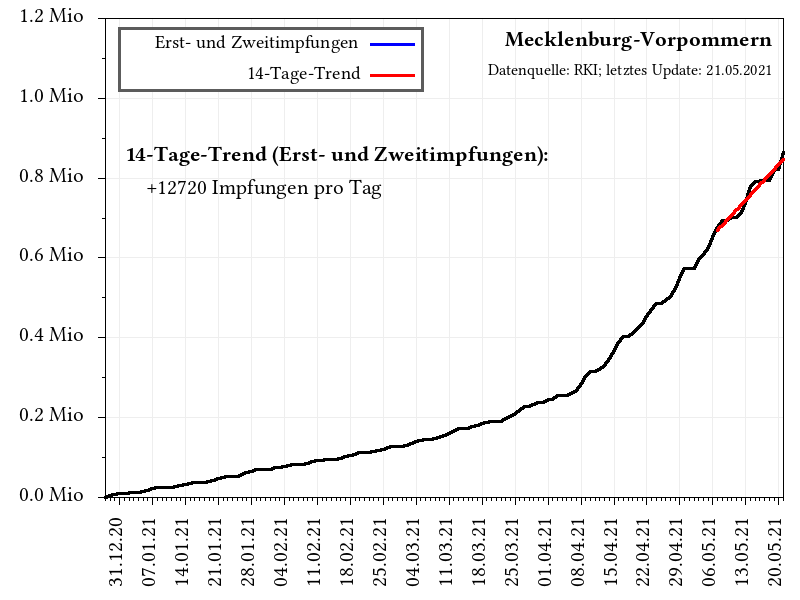 1.2 Mio
Erst- und Zweitimpfungen
14-Tage-Trend
Mecklenburg-Vorpommern
Datenquelle: RKI; letztes Update: 21.05.2021
1.0 Mio
14-Tage-Trend (Erst- und Zweitimpfungen):
+12720 Impfungen pro Tag
0.8 Mio
0.6 Mio
0.4 Mio
0.2 Mio
0.0 Mio
31.12.20
07.01.21
14.01.21
21.01.21
28.01.21
04.02.21
11.02.21
18.02.21
25.02.21
04.03.21
11.03.21
18.03.21
25.03.21
01.04.21
08.04.21
15.04.21
22.04.21
29.04.21
06.05.21
13.05.21
20.05.21